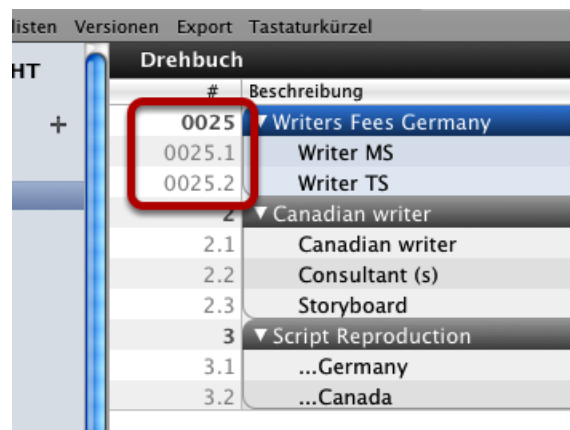 listen Versionen Export Tastaturkürzel
HT
Drehbuch
# Beschreibung
+
0025 ▼ Writers Fees Germany
0025.1 Writer MS
0025.2 Writer TS
2 ▼ Canadian writer
2.1 Canadian writer
2.2 Consultant (s)
2.3 Storyboard
3 ▼ Script Reproduction
3.1 ...Germany
3.2 ...Canada